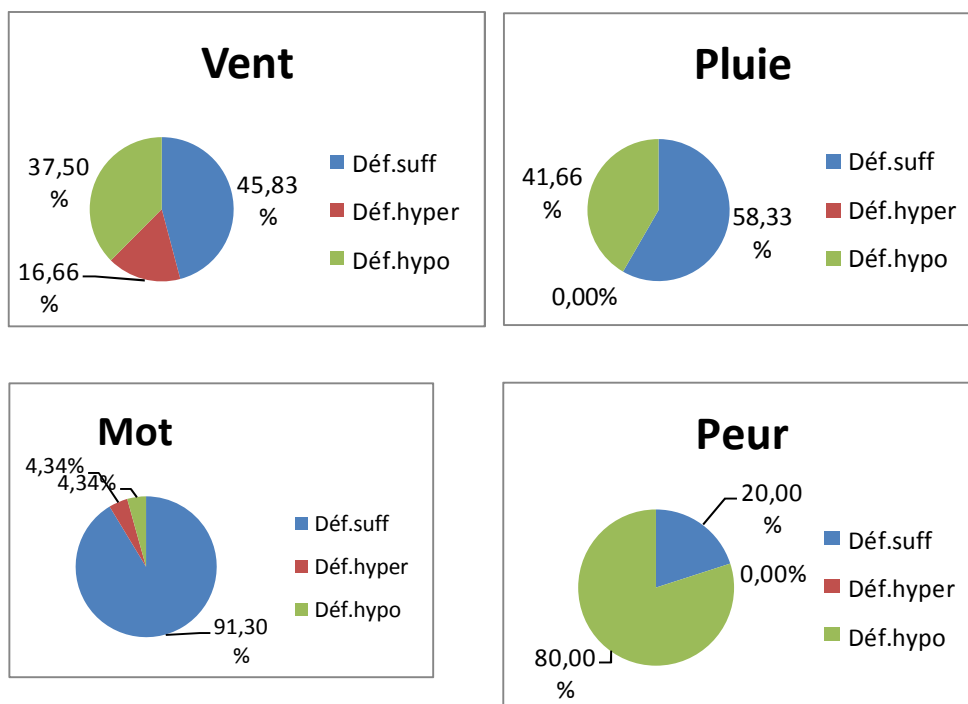 Vent
37,50
%
45,83
%
16,66
%
Déf.suff
Déf.hyper
Déf.hypo
Pluie
41,66
%
58,33
%
0,00%
Déf.suff
Déf.hyper
Déf.hypo
Mot
4,34%
4,34%
91,30
%
Déf.suff
Déf.hyper
Déf.hypo
Peur
20,00
%
0,00%
80,00
%
Déf.suff
Déf.hyper
Déf.hypo